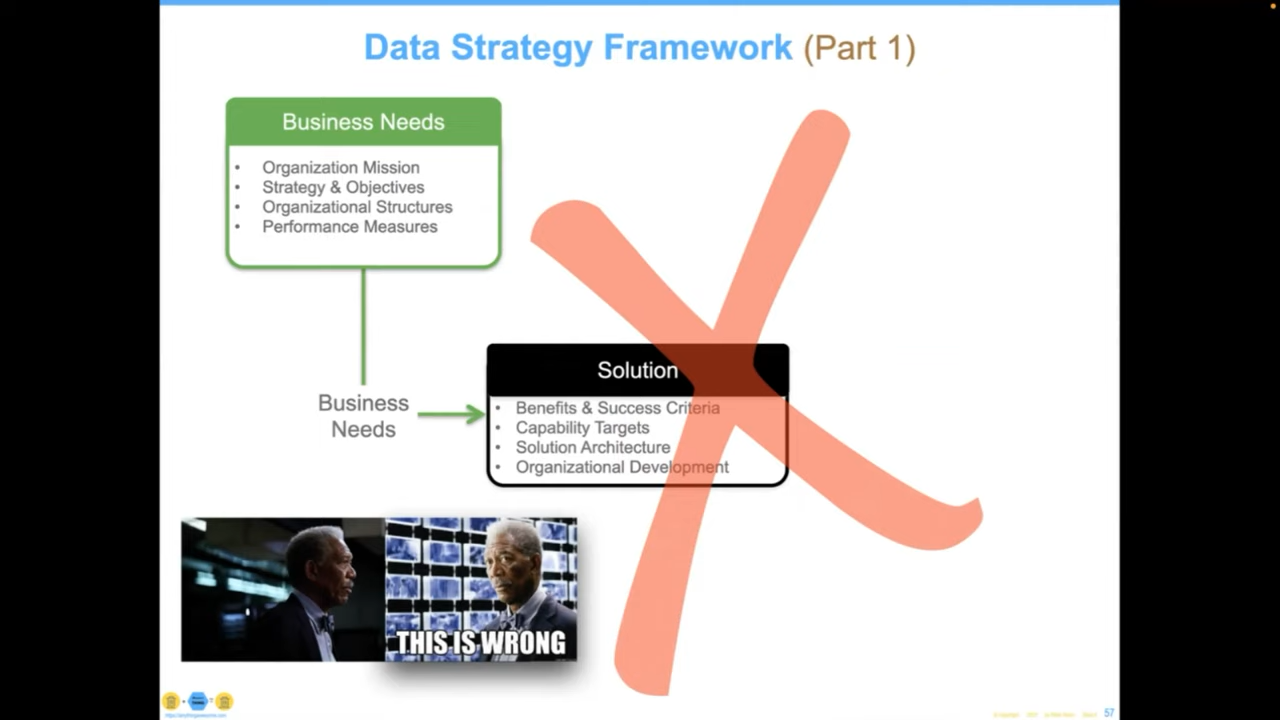 Data Strategy Framework (Part 1)
Business Needs
• Organization Mission
• Strategy & Objectives
• Organizational Structures
• Performance Measures
Business
Needs
Solution
• Benefits & Success Criteria
• Capability Targets
• Solution Architecture
• Organizational Development
THIS IS WRONG
57